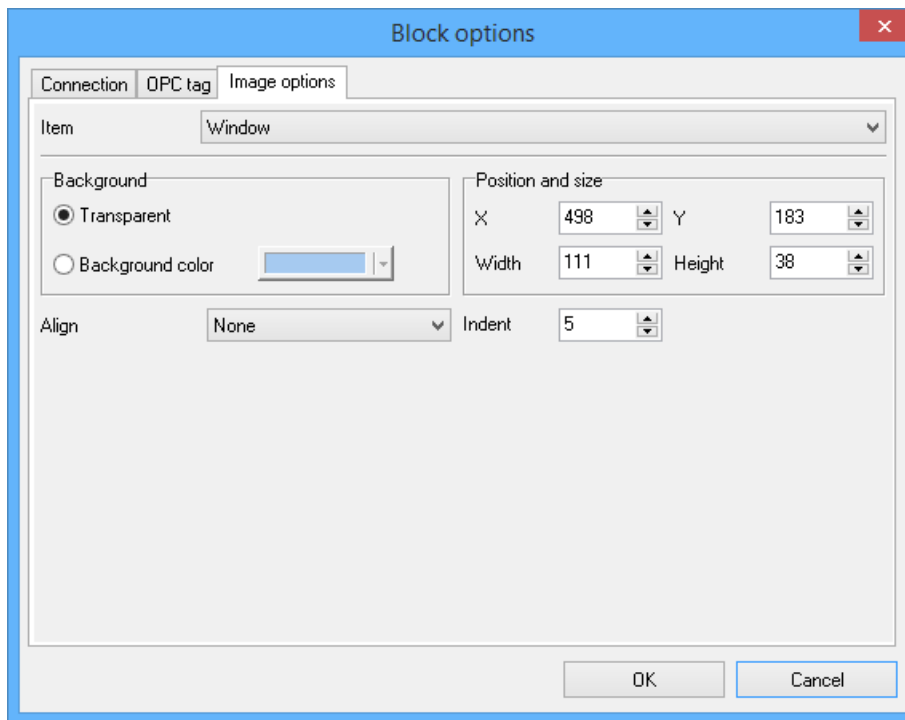 Block options
Connection OPC tag Image options
Item Window
Background Position and size
Transparent X 498 Y 183
Background color Width 111 Height 38
Align None Indent 5
OK Cancel